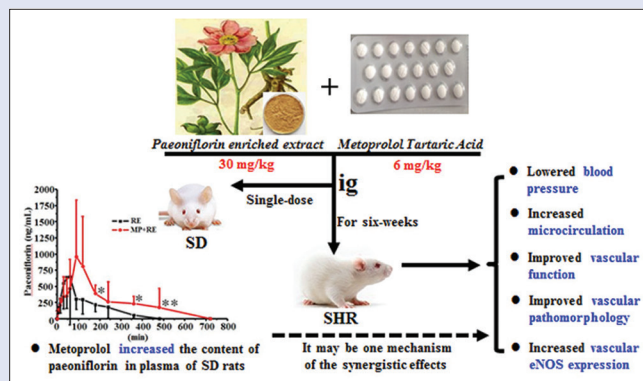 +
Paeoniflorin enriched extract
Metoprolol Tartaric Acid
30 mg/kg
6 mg/kg
Single-dose
ig
SD
For six-weeks
SHR
Paeoniflorin (ng/mL)
2000
1750
1500
1250
1000
750
500
250
0
RE
MP+RE
*
*
**
0 100 200 300 400 500 600 700 800
(min)
● Metoprolol increased the content of
paeoniflorin in plasma of SD rats
It may be one mechanism
of the synergistic effects
● Lowered blood
pressure
● Increased
microcirculation
● Improved vascular
function
● Improved vascular
pathomorphology
● Increased vascular
eNOS expression